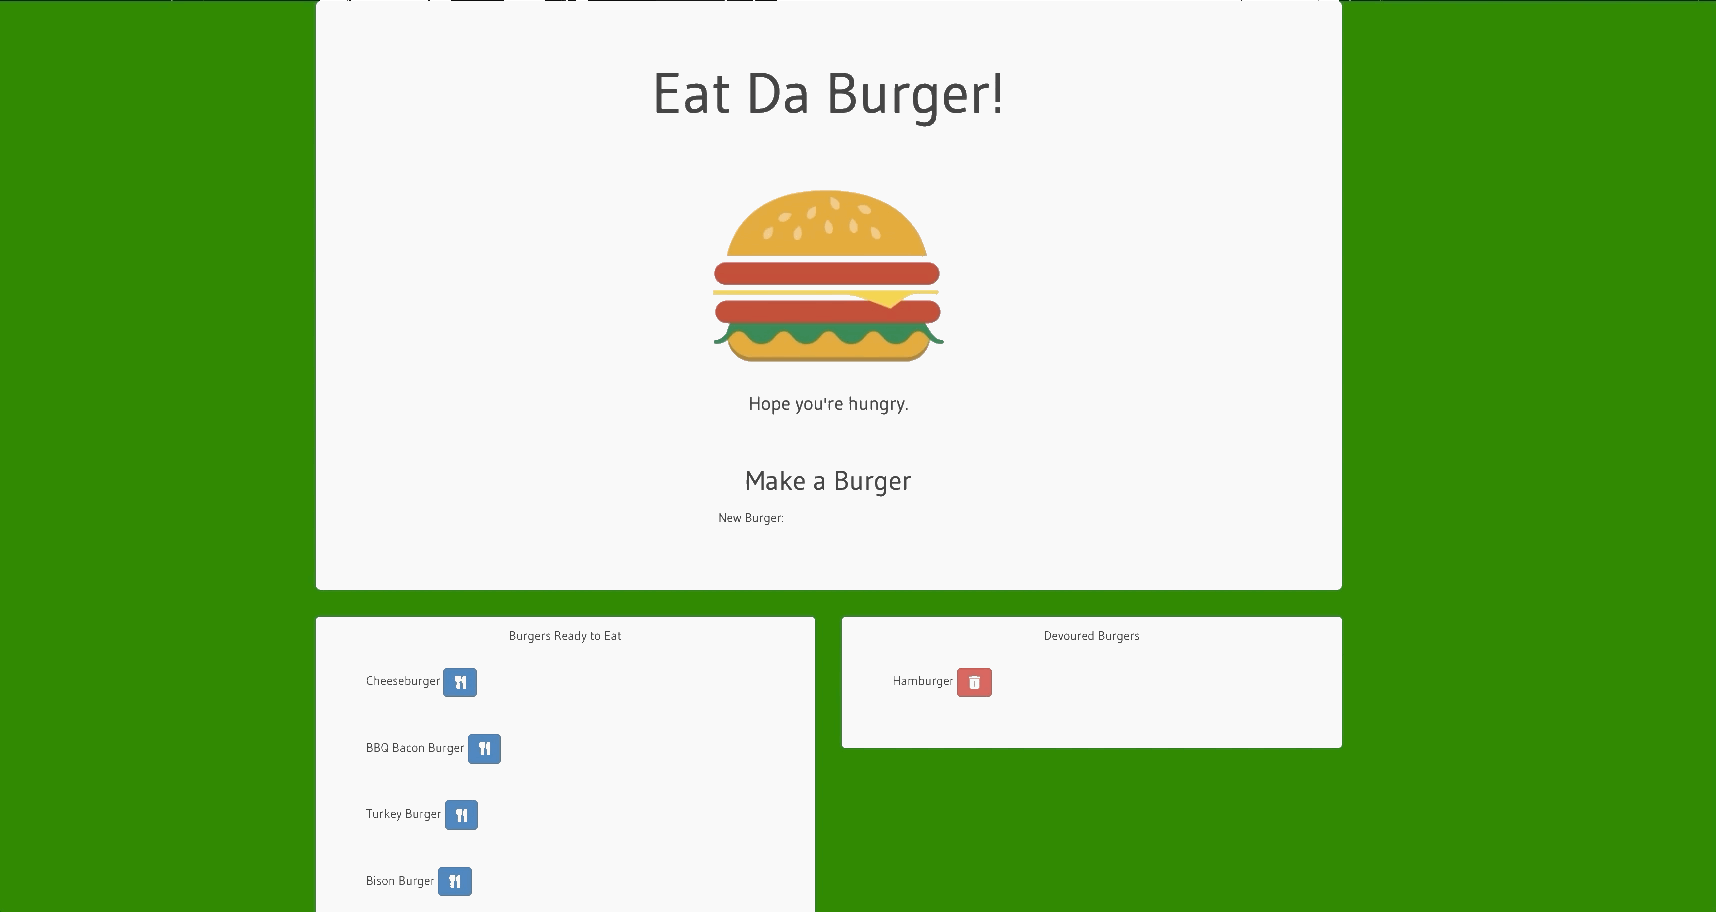 Eat Da Burger!
Hope you're hungry.
Make a Burger
New Burger:
Burgers Ready to Eat
Cheeseburger
BBQ Bacon Burger
Turkey Burger
Bison Burger
Devoured Burgers
Hamburger